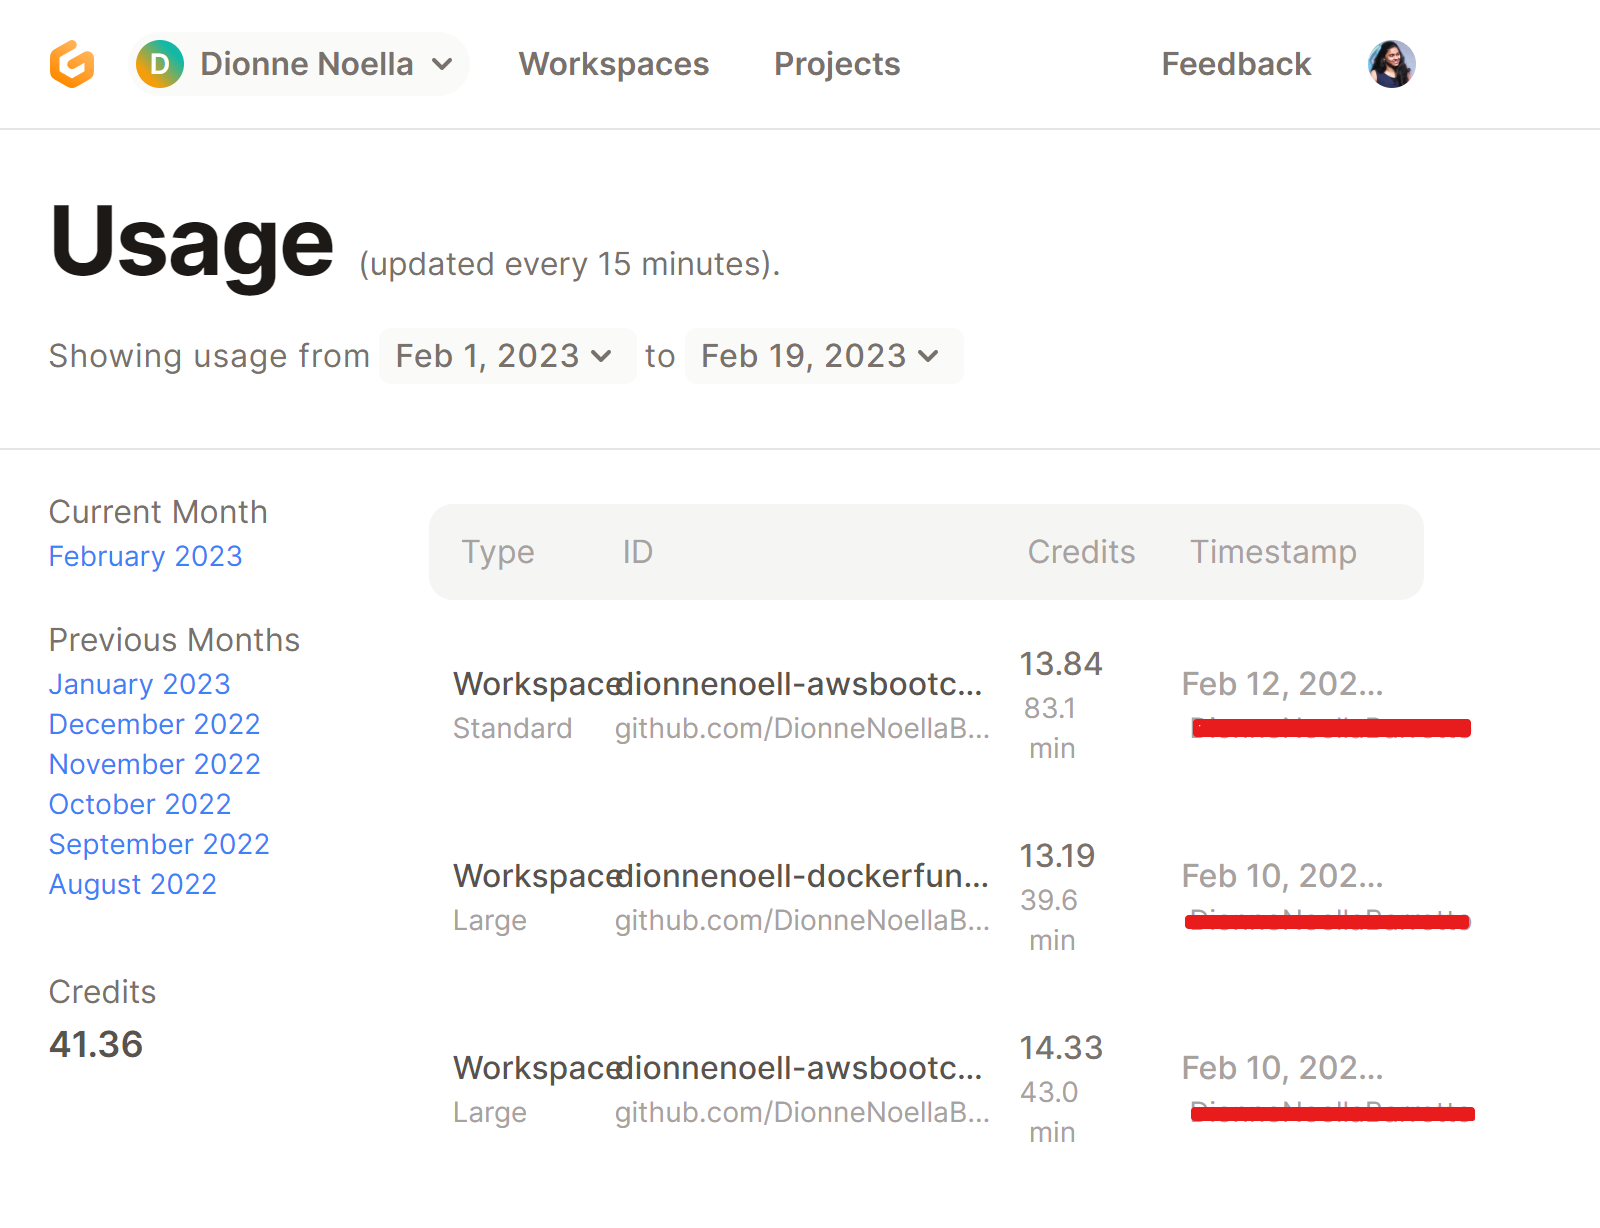 D Dionne Noella Workspaces Projects Feedback
Usage (updated every 15 minutes).
Showing usage from Feb 1, 2023 to Feb 19, 2023
Current Month
February 2023
Previous Months
January 2023
December 2022
November 2022
October 2022
September 2022
August 2022
Credits
41.36
Type ID Credits Timestamp
Workspace dionnenoell-awsbootc... 13.84 Feb 12, 202...
Standard github.com/DionneNoellaB... 83.1 min
Workspace dionnenoell-dockerfun... 13.19 Feb 10, 202...
Large github.com/DionneNoellaB... 39.6 min
Workspace dionnenoell-awsbootc... 14.33 Feb 10, 202...
Large github.com/DionneNoellaB... 43.0 min